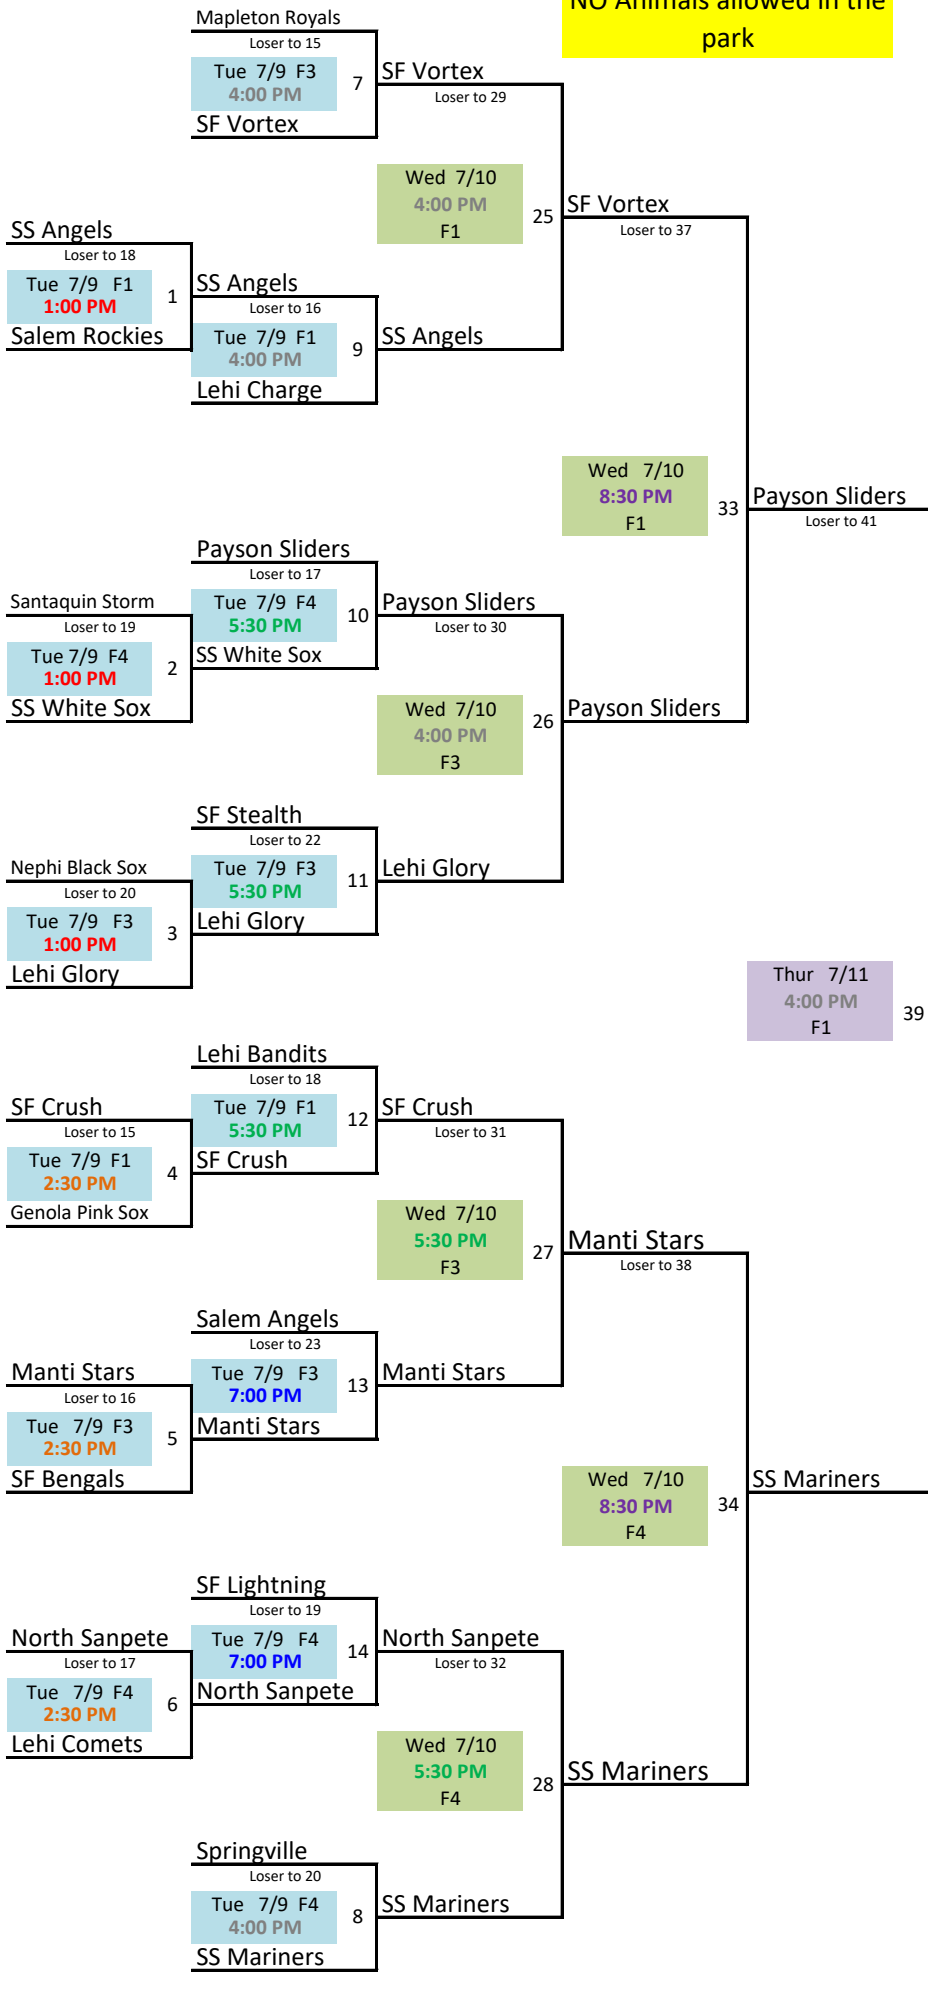 NO Animals allowed in the
park
Mapleton Royals
Loser to 15
Tue 7/9 F3
4:00 PM
7
SF Vortex
SF Vortex
Loser to 29
Wed 7/10
4:00 PM
F1
25
SF Vortex
Loser to 37
SS Angels
Loser to 18
Tue 7/9 F1
1:00 PM
1
Salem Rockies
SS Angels
Loser to 16
Tue 7/9 F1
4:00 PM
9
Lehi Charge
SS Angels
Wed 7/10
8:30 PM
F1
33
Payson Sliders
Loser to 41
Payson Sliders
Loser to 17
Tue 7/9 F4
5:30 PM
10
SS White Sox
Payson Sliders
Loser to 30
Santaquin Storm
Loser to 19
Tue 7/9 F4
1:00 PM
2
SS White Sox
Wed 7/10
4:00 PM
F3
26
Payson Sliders
SF Stealth
Loser to 22
Tue 7/9 F3
5:30 PM
11
Lehi Glory
Lehi Glory
Nephi Black Sox
Loser to 20
Tue 7/9 F3
1:00 PM
3
Lehi Glory
Thur 7/11
4:00 PM
F1
39
Lehi Bandits
Loser to 18
Tue 7/9 F1
5:30 PM
12
SF Crush
SF Crush
Loser to 31
SF Crush
Loser to 15
Tue 7/9 F1
2:30 PM
4
Genola Pink Sox
Wed 7/10
5:30 PM
F3
27
Manti Stars
Loser to 38
Salem Angels
Loser to 23
Tue 7/9 F3
7:00 PM
13
Manti Stars
Manti Stars
Manti Stars
Loser to 16
Tue 7/9 F3
2:30 PM
5
SF Bengals
Wed 7/10
8:30 PM
F4
34
SS Mariners
SF Lightning
Loser to 19
Tue 7/9 F4
7:00 PM
14
North Sanpete
North Sanpete
Loser to 32
North Sanpete
Loser to 17
Tue 7/9 F4
2:30 PM
6
Lehi Comets
Wed 7/10
5:30 PM
F4
28
SS Mariners
Springville
Loser to 20
Tue 7/9 F4
4:00 PM
8
SS Mariners
SS Mariners